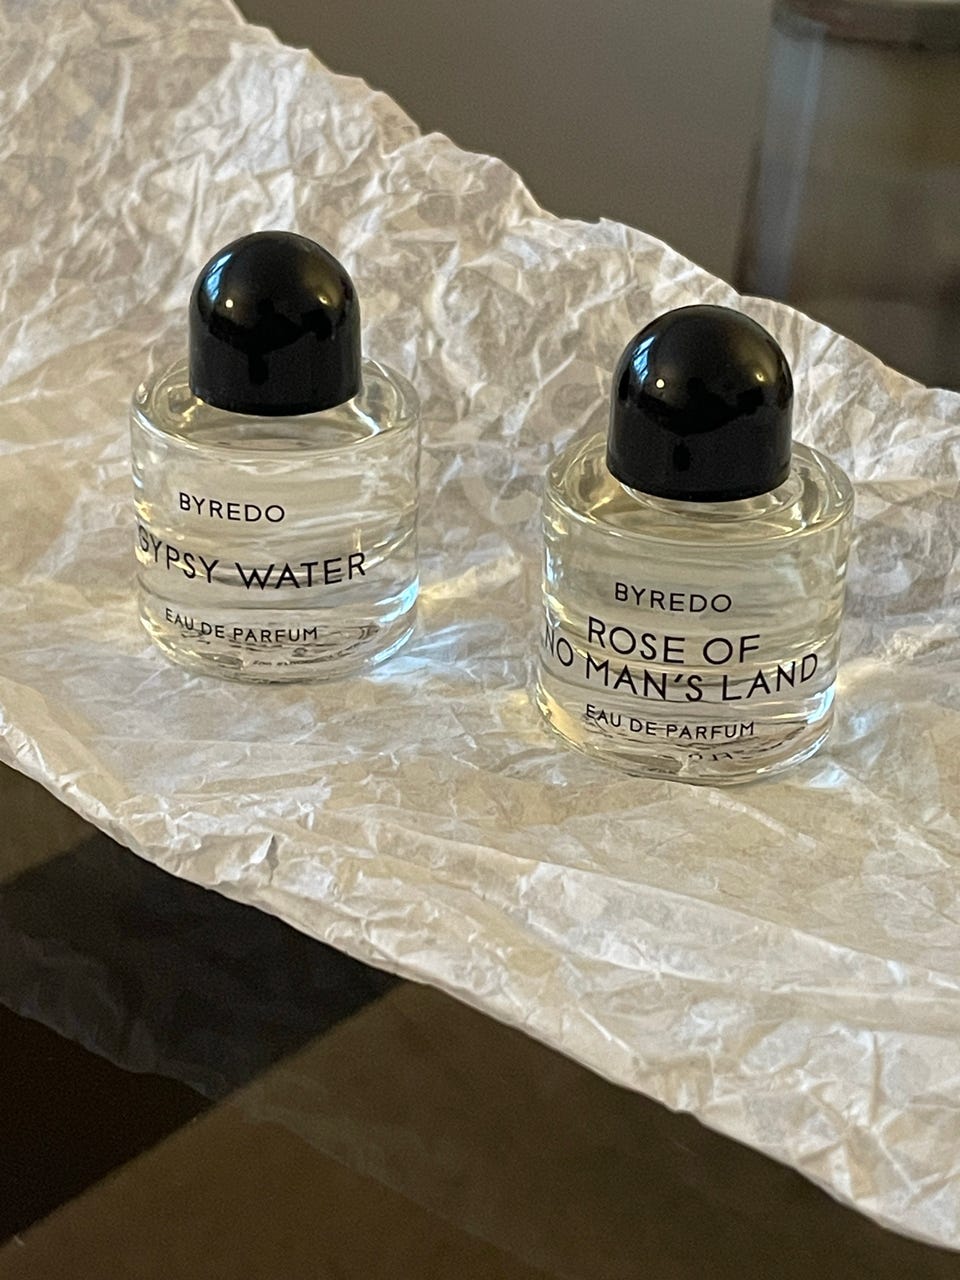 BYREDO
GYPSY WATER
EAU DE PARFUM
BYREDO
ROSE OF
NO MAN'S LAND
EAU DE PARFUM